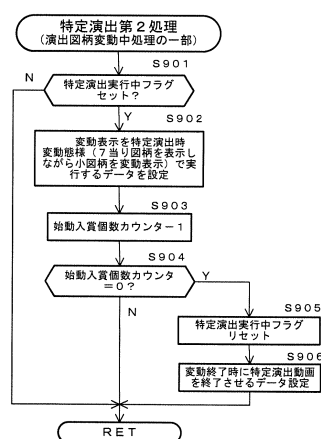 特定演出第２処理
(演出図柄変動中処理の一部)
Ｓ９０１
Ｎ
特定演出実行中フラグ
セット？
Ｙ
Ｓ９０２
変動表示を特定演出時
変動態様（７当り図柄を表示し
ながら小図柄を変動表示）で実
行するデータを設定
Ｓ９０３
始動入賞個数カウンター１
Ｓ９０４
始動入賞個数カウンタ
＝０？
Ｙ
Ｎ
Ｓ９０５
特定演出実行中フラグ
リセット
Ｓ９０６
変動終了時に特定演出動画
を終了させるデータ設定
ＲＥＴ